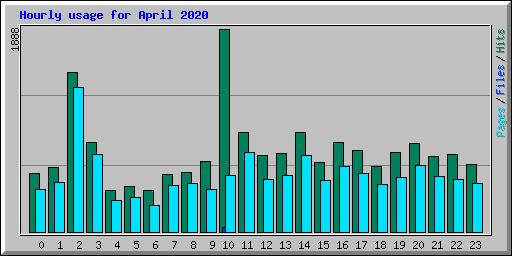 Hourly usage for April 2020
1888
Pages/Files/Hits
0 1 2 3 4 5 6 7 8 9 10 11 12 13 14 15 16 17 18 19 20 21 22 23